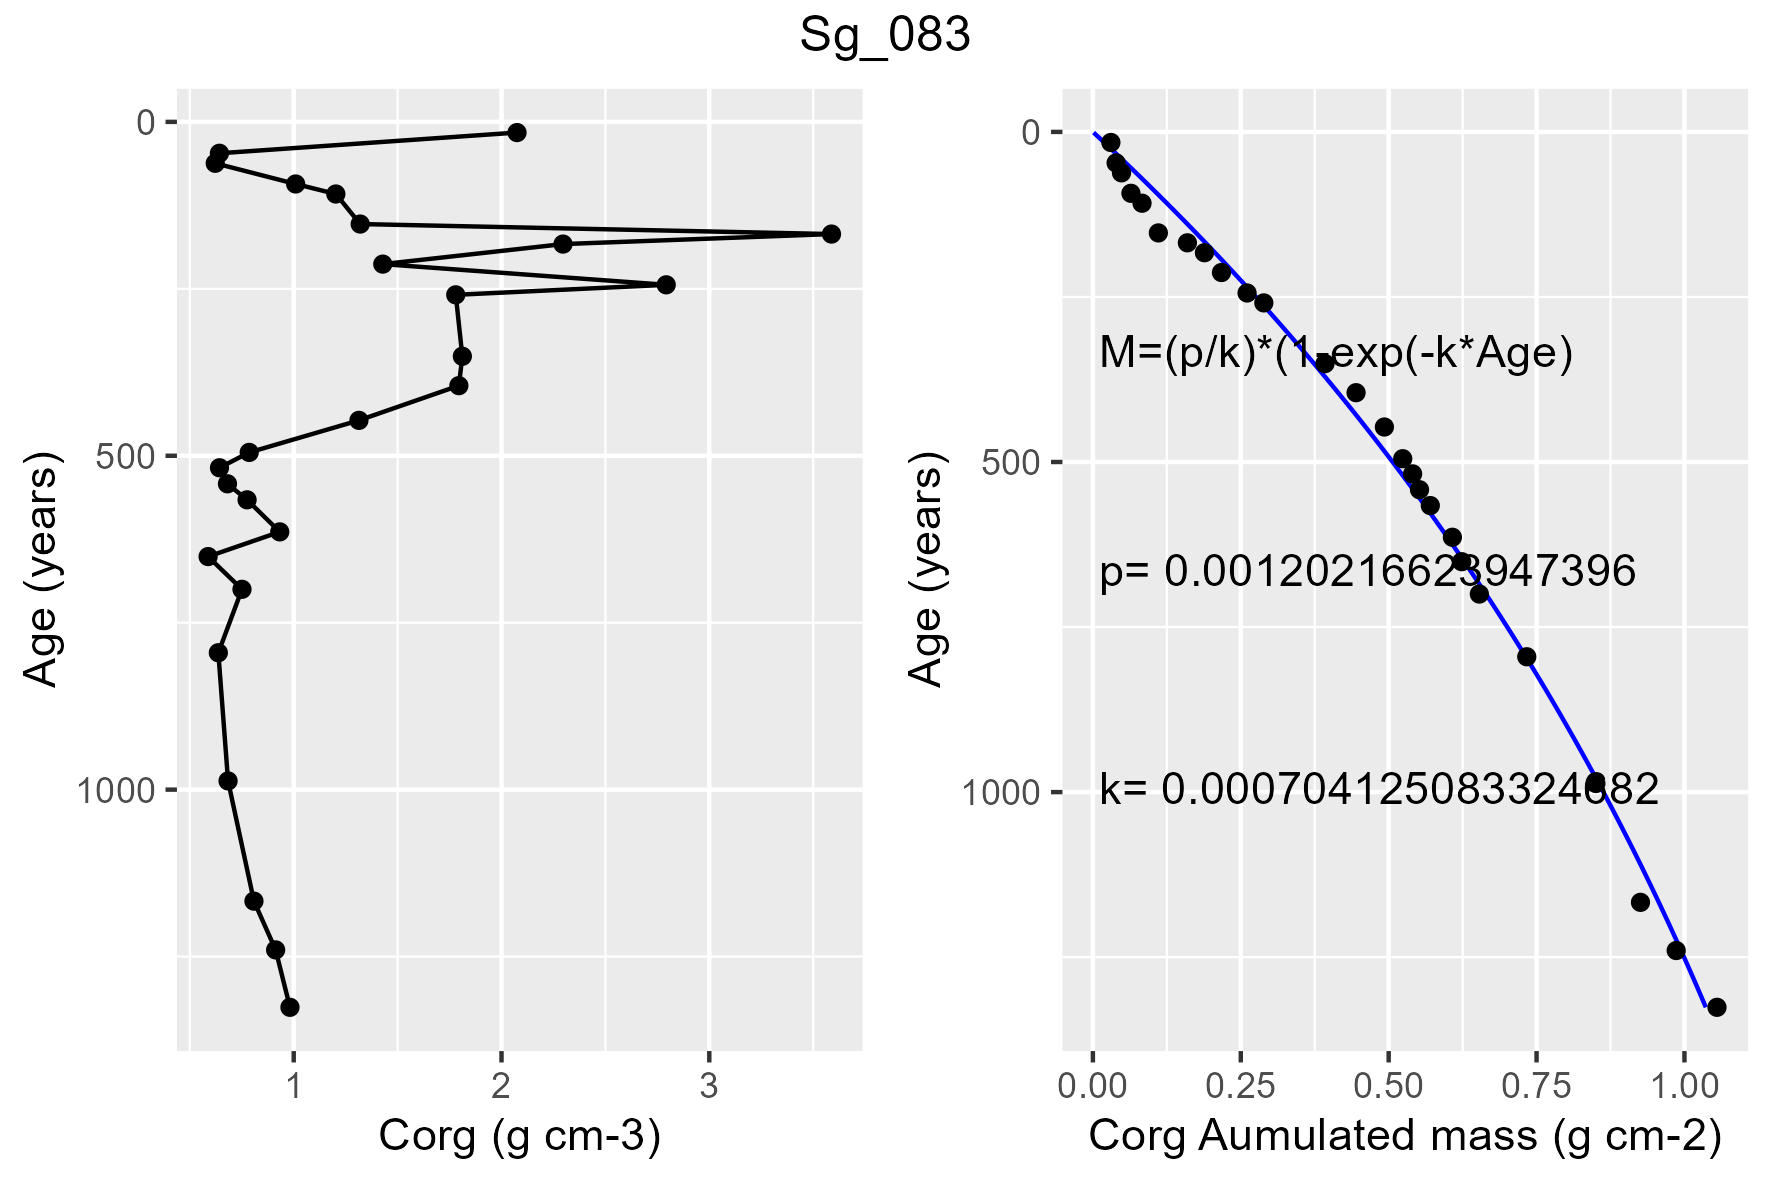 Sg_083
0
500
1000
Age (years)
1
2
3
Corg (g cm-3)
0
500
1000
Age (years)
M=(p/k)*(1-exp(-k*Age)
p= 0.00120216623947396
k= 0.000704125083324682
0.00
0.25
0.50
0.75
1.00
Corg Aumulated mass (g cm-2)